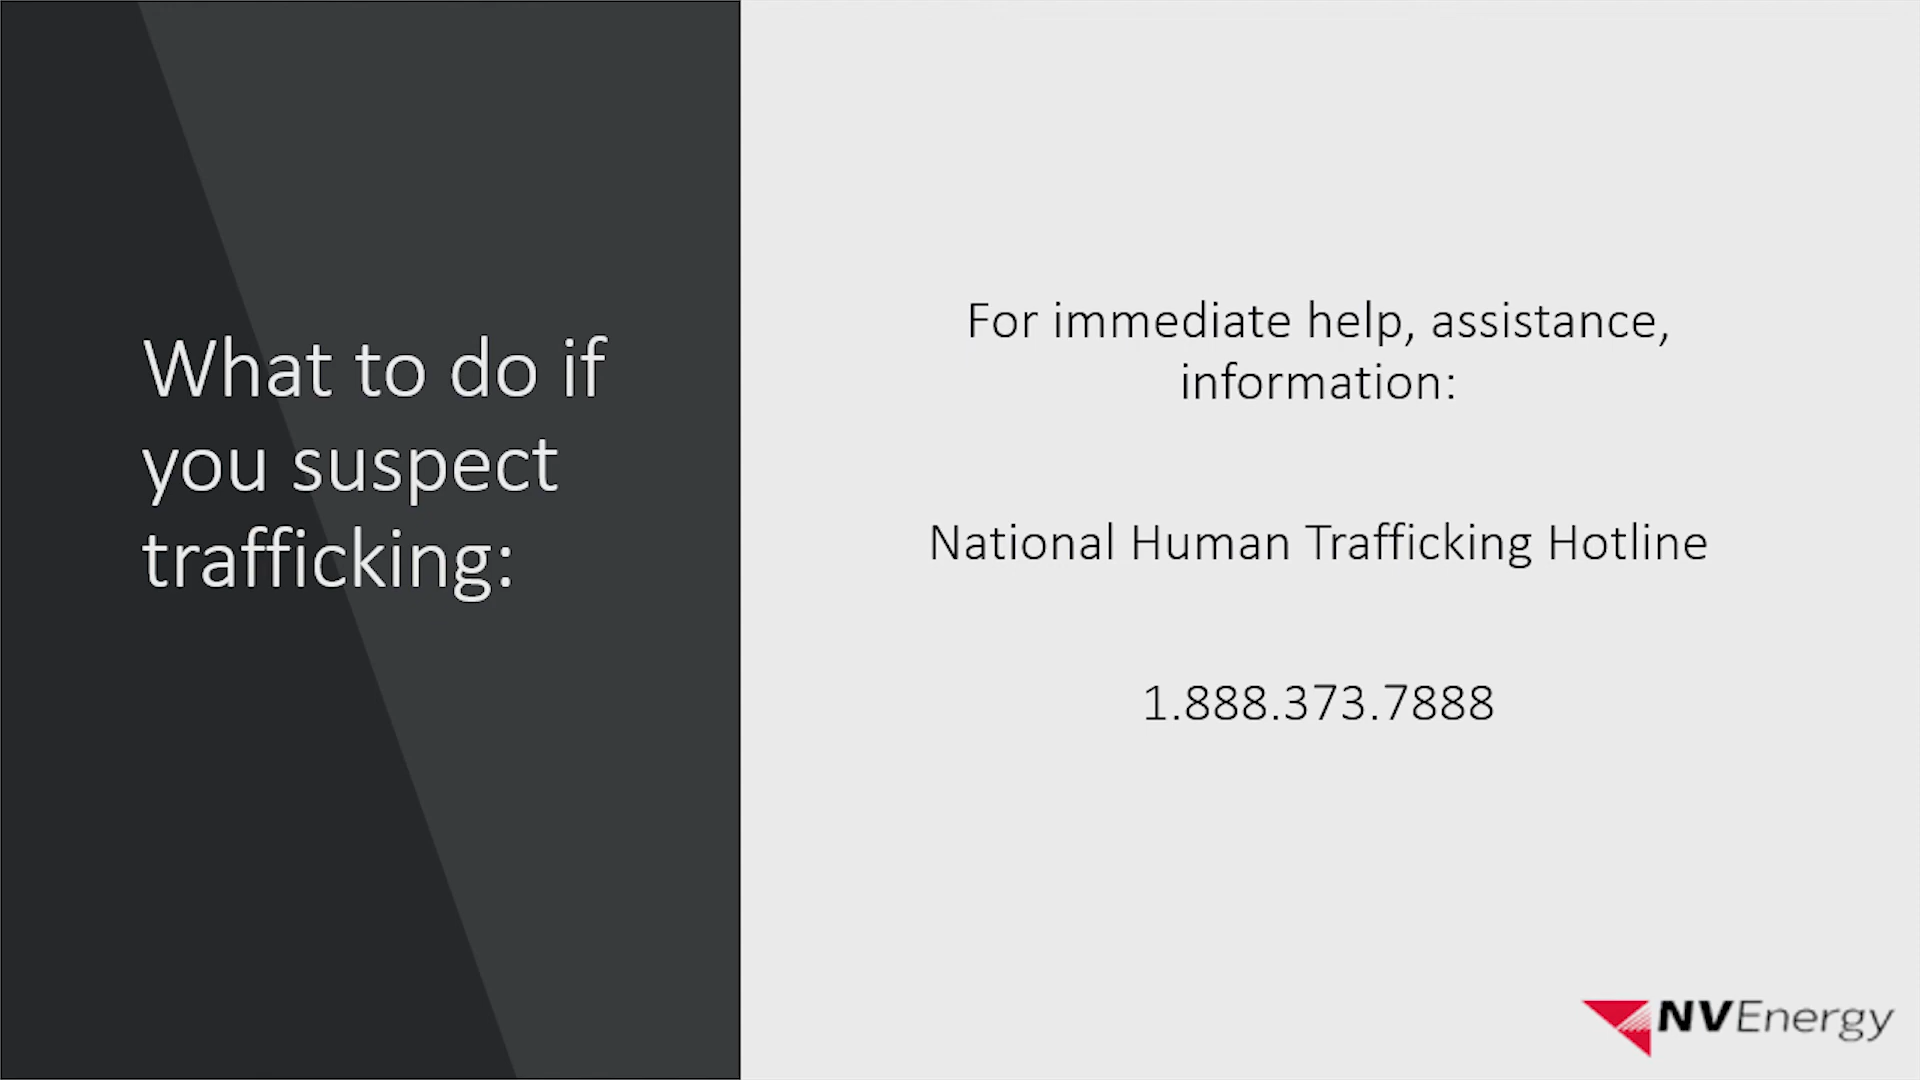 What to do if
you suspect
trafficking:
For immediate help, assistance,
information:
National Human Trafficking Hotline
1.888.373.7888
NVEnergy